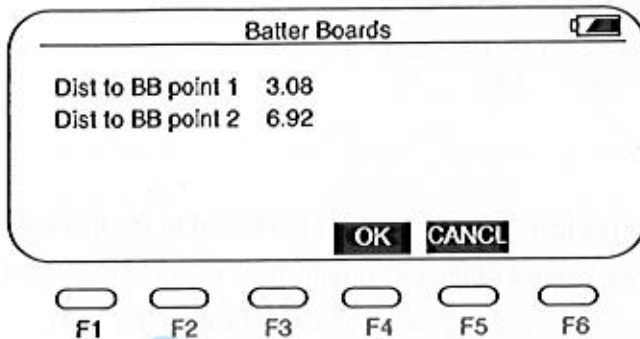 Batter Boards
Dist to BB point 1 3.08
Dist to BB point 2 6.92
OK CANCL
F1 F2 F3 F4 F5 F6